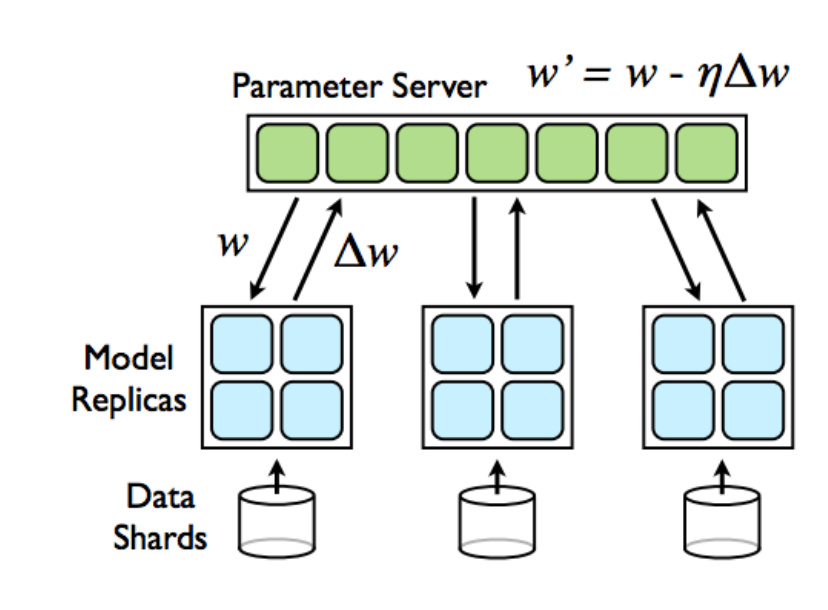 Parameter Server
w’ = w - ηΔw
w
Δw
Model
Replicas
Data
Shards